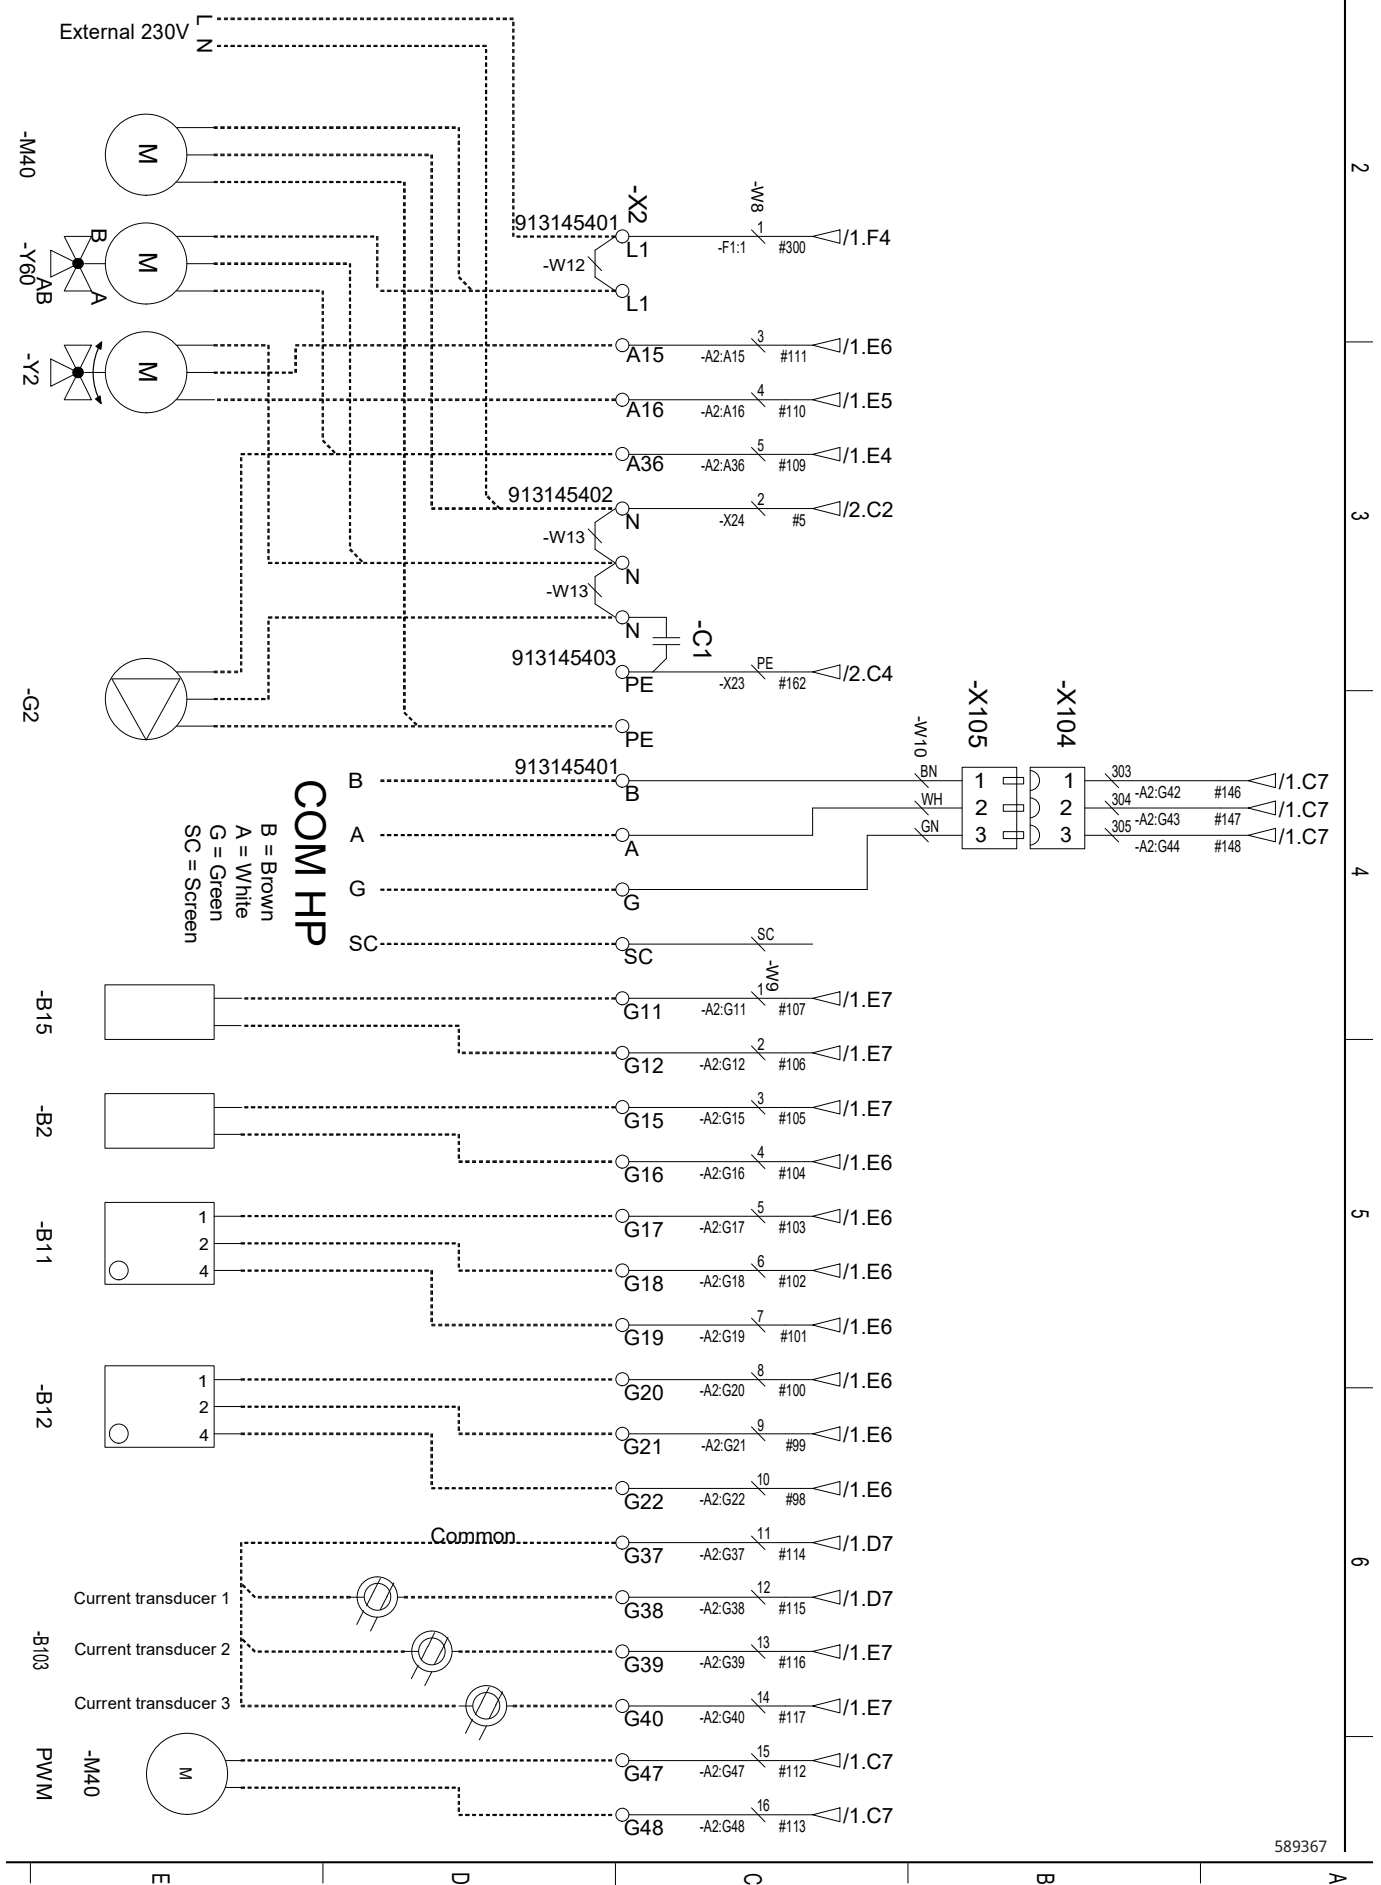 External 230V
L
N
-M40
M
-Y60
B
A
AB
M
-Y2
M
-G2
-X2
-W8
913145401
L1
-F1:1
1
#300
/1.F4
-W12
L1
A15
-A2:A15
3
#111
/1.E6
A16
-A2:A16
4
#110
/1.E5
A36
-A2:A36
5
#109
/1.E4
913145402
N
-X24
2
#5
/2.C2
-W13
N
-W13
N
-C1
913145403
PE
-X23
PE
#162
/2.C4
PE
-X105
-X104
-W10
COM HP
B = Brown
A = White
G = Green
SC = Screen
B
913145401
B
BN
1
1
303
-A2:G42
#146
/1.C7
A
A
WH
2
2
304
-A2:G43
#147
/1.C7
G
G
GN
3
3
305
-A2:G44
#148
/1.C7
SC
SC
SC
-W9
-B15
G11
-A2:G11
1
#107
/1.E7
G12
-A2:G12
2
#106
/1.E7
-B2
G15
-A2:G15
3
#105
/1.E7
G16
-A2:G16
4
#104
/1.E6
-B11
1
2
4
G17
-A2:G17
5
#103
/1.E6
G18
-A2:G18
6
#102
/1.E6
G19
-A2:G19
7
#101
/1.E6
-B12
1
2
4
G20
-A2:G20
8
#100
/1.E6
G21
-A2:G21
9
#99
/1.E6
G22
-A2:G22
10
#98
/1.E6
Common
G37
-A2:G37
11
#114
/1.D7
-B103
Current transducer 1
G38
-A2:G38
12
#115
/1.D7
Current transducer 2
G39
-A2:G39
13
#116
/1.E7
Current transducer 3
G40
-A2:G40
14
#117
/1.E7
-M40
PWM
M
G47
-A2:G47
15
#112
/1.C7
G48
-A2:G48
16
#113
/1.C7
589367
2
3
4
5
6
E
D
C
B
A